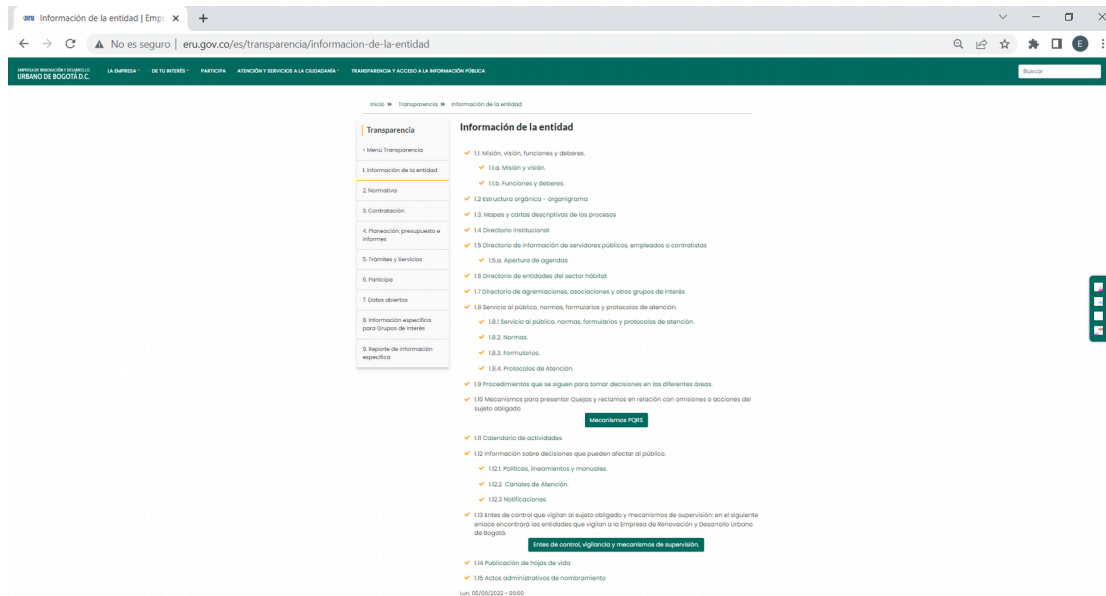 eru Información de la entidad | Empr
No es seguro | eru.gov.co/es/transparencia/informacion-de-la-entidad
E
EMPRESA DE RENOVACIÓN Y DESARROLLO
URBANO DE BOGOTÁ D.C.
LA EMPRESA DE TU INTERÉS PARTICIPA ATENCIÓN Y SERVICIOS A LA CIUDADANÍA TRANSPARENCIA Y ACCESO A LA INFORMACIÓN PÚBLICA
Buscar
Inicio » Transparencia » Información de la entidad
Transparencia
‹ Menú Transparencia
1. Información de la entidad
2. Normativa
3. Contratación
4. Planeación, presupuesto e
informes
5. Trámites y Servicios
6. Participa
7. Datos abiertos
8. Información específica
para Grupos de Interés
9. Reporte de información
específica
Información de la entidad
1.1. Misión, visión, funciones y deberes.
1.1.a. Misión y visión.
1.1.b. Funciones y deberes.
1.2 Estructura orgánica - organigrama
1.3. Mapas y cartas descriptivas de los procesos
1.4 Directorio institucional
1.5 Directorio de información de servidores públicos, empleados o contratistas
1.5.a. Apertura de agendas
1.6 Directorio de entidades del sector hábitat
1.7 Directorio de agremiaciones, asociaciones y otros grupos de interés
1.8 Servicio al público, normas, formularios y protocolos de atención.
1.8.1 Servicio al público, normas, formularios y protocolos de atención.
1.8.2. Normas.
1.8.3. Formularios.
1.8.4. Protocolos de Atención.
1.9 Procedimientos que se siguen para tomar decisiones en las diferentes áreas.
1.10 Mecanismos para presentar Quejas y reclamos en relación con omisiones o acciones del
sujeto obligado
Mecanismos PQRS
1.11 Calendario de actividades
1.12 Información sobre decisiones que pueden afectar al público.
1.12.1. Políticas, lineamientos y manuales.
1.12.2 Canales de Atención.
1.12.3 Notificaciones.
1.13 Entes de control que vigilan al sujeto obligado y mecanismos de supervisión: en el siguiente
enlace encontrará las entidades que vigilan a la Empresa de Renovación y Desarrollo Urbano
de Bogotá.
Entes de control, vigilancia y mecanismos de supervisión.
1.14 Publicación de hojas de vida
1.15 Actos administrativos de nombramiento
Lun, 05/09/2022 - 09:00